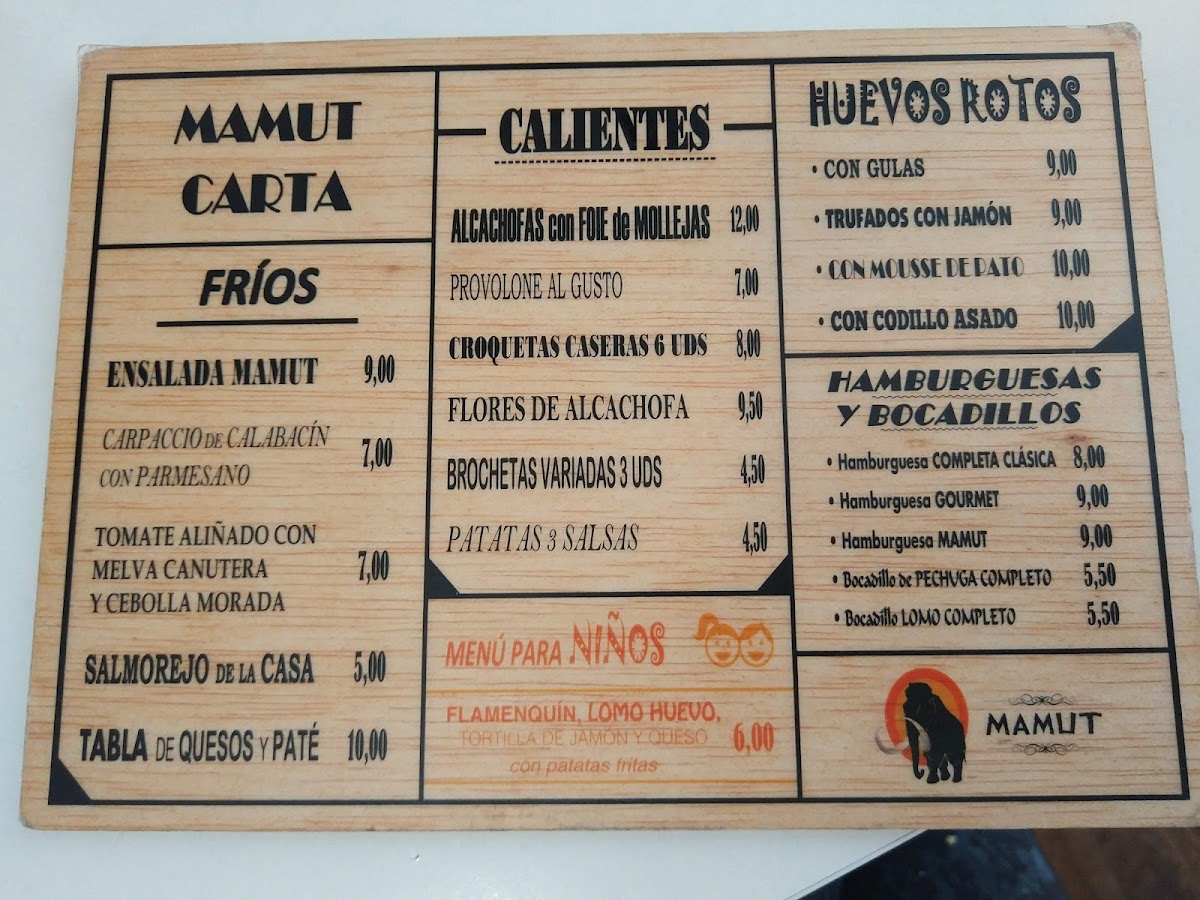 MAMUT
CARTA
FRÍOS
ENSALADA MAMUT 9,00
CARPACCIO DE CALABACÍN
CON PARMESANO 7,00
TOMATE ALIÑADO CON
MELVA CANUTERA 7,00
Y CEBOLLA MORADA
SALMOREJO DE LA CASA 5,00
TABLA DE QUESOS Y PATÉ 10,00
CALIENTES
ALCACHOFAS con FOIE de MOLLEJAS 12,00
PROVOLONE AL GUSTO 7,00
CROQUETAS CASERAS 6 UDS 8,00
FLORES DE ALCACHOFA 9,50
BROCHETAS VARIADAS 3 UDS 4,50
PATATAS 3 SALSAS 4,50
MENÚ PARA NIÑOS
FLAMENQUÍN, LOMO HUEVO,
TORTILLA DE JAMÓN Y QUESO 6,00
con patatas fritas
HUEVOS ROTOS
• CON GULAS 9,00
• TRUFADOS CON JAMÓN 9,00
• CON MOUSSE DE PATO 10,00
• CON CODILLO ASADO 10,00
HAMBURGUESAS
Y BOCADILLOS
• Hamburguesa COMPLETA CLÁSICA 8,00
• Hamburguesa GOURMET 9,00
• Hamburguesa MAMUT 9,00
• Bocadillo de PECHUGA COMPLETO 5,50
• Bocadillo LOMO COMPLETO 5,50
MAMUT